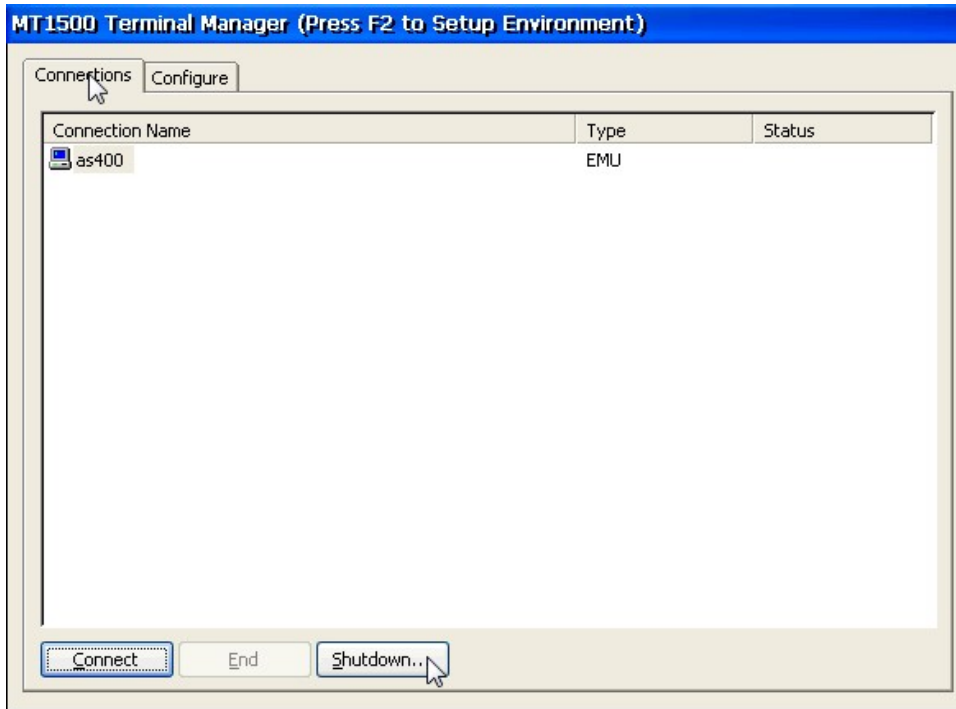 MT1500 Terminal Manager (Press F2 to Setup Environment)
Connections Configure
Connection Name Type Status
as400 EMU
Connect End Shutdown...